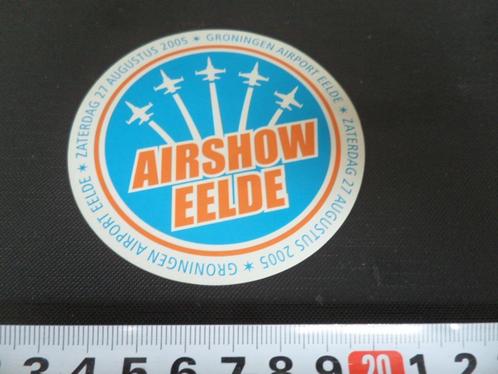 ZATERDAG 27 AUGUSTUS 2005 ✶ GRONINGEN AIRPORT EELDE ✶ ZATERDAG 27 AUGUSTUS 2005 ✶ GRONINGEN AIRPORT EELDE ✶
AIRSHOW
EELDE
3 4 5 6 7 8 9 20 1 2